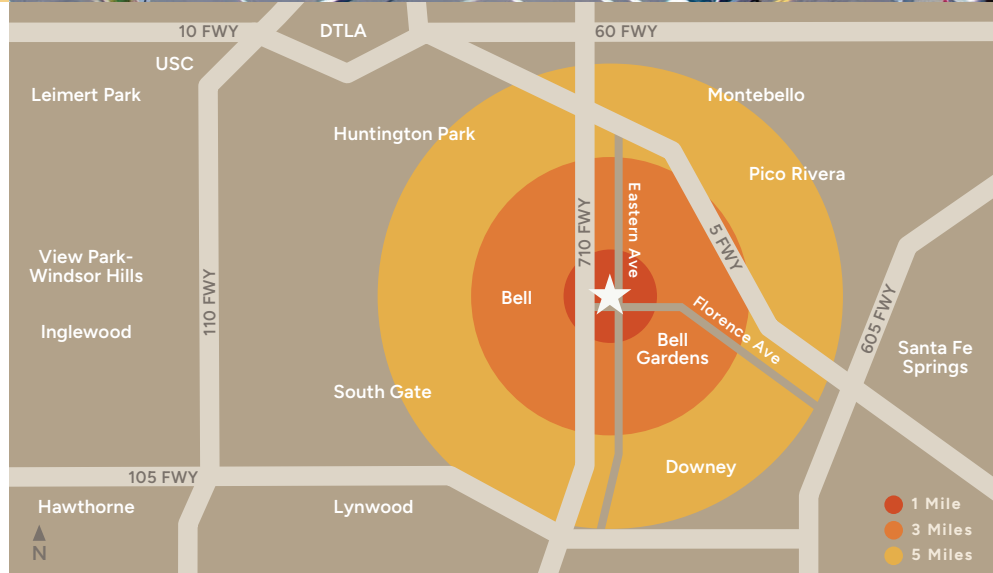 10 FWY
DTLA
60 FWY
USC
Leimert Park
Montebello
Huntington Park
Pico Rivera
Eastern Ave
710 FWY
5 FWY
View Park-
Windsor Hills
110 FWY
Bell
Florence Ave
605 FWY
Inglewood
Bell
Gardens
Santa Fe
Springs
South Gate
Downey
105 FWY
Hawthorne
Lynwood
1 Mile
3 Miles
5 Miles
N